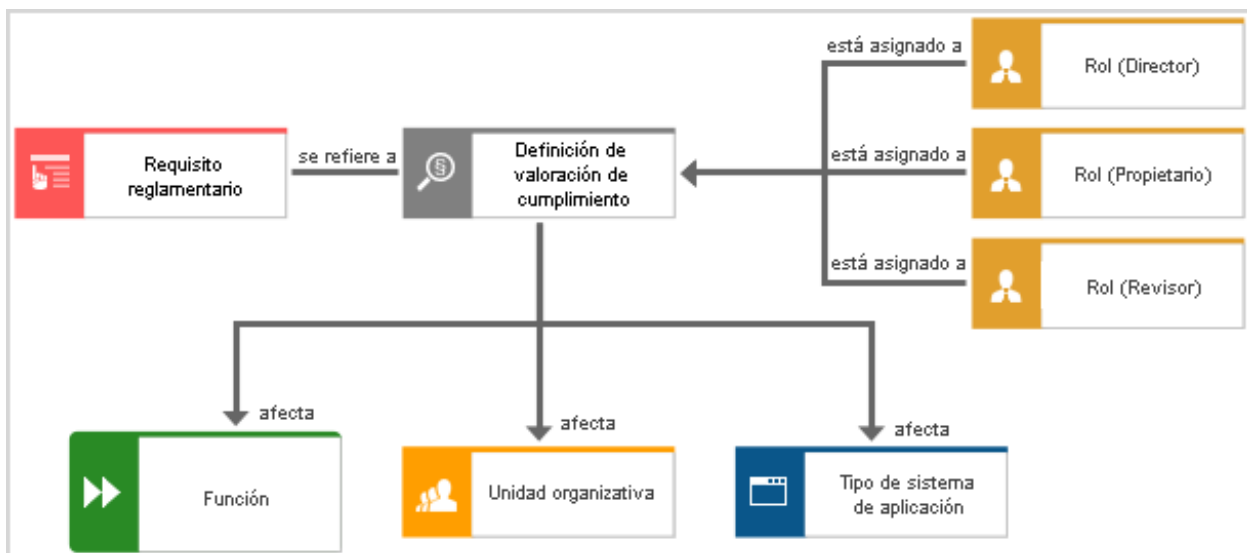 está asignado a
Rol (Director)
Requisito
reglamentario
se refiere a
Definición de
valoración de
cumplimiento
está asignado a
Rol (Propietario)
está asignado a
Rol (Revisor)
afecta
afecta
afecta
Función
Unidad organizativa
Tipo de sistema
de aplicación